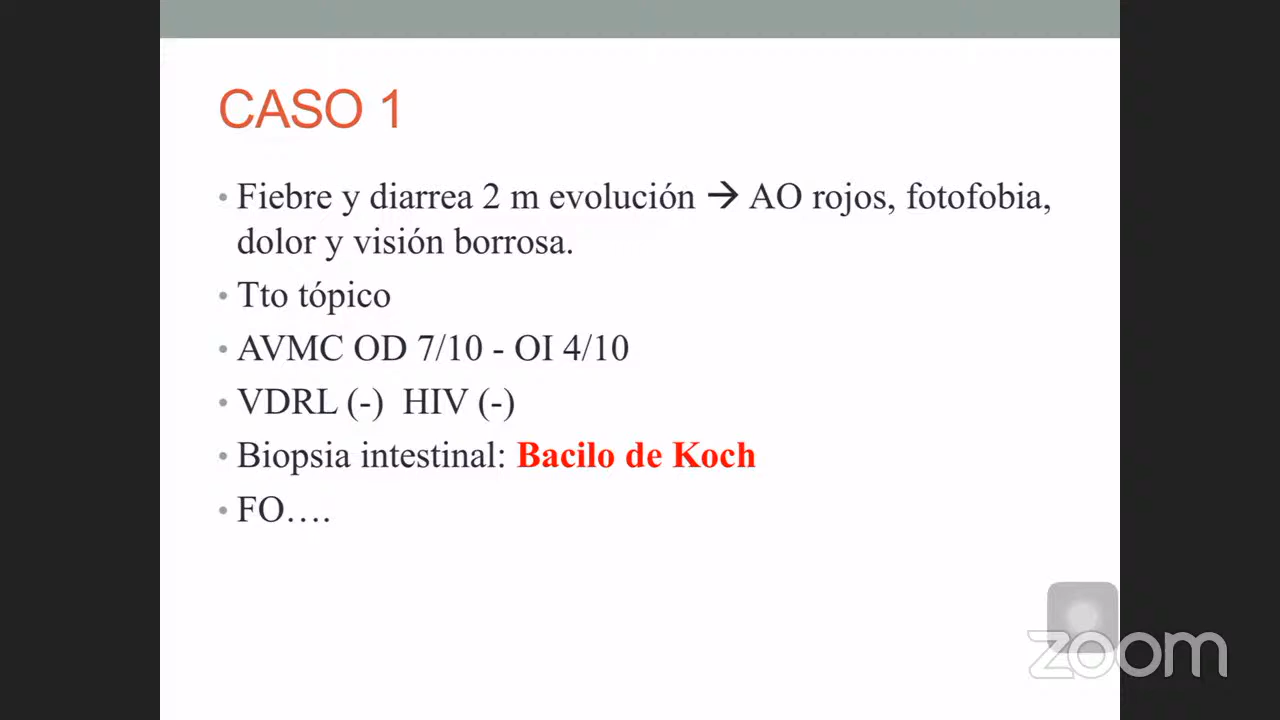 CASO 1
• Fiebre y diarrea 2 m evolución → AO rojos, fotofobia,
dolor y visión borrosa.
• Tto tópico
• AVMC OD 7/10 - OI 4/10
• VDRL (-)  HIV (-)
• Biopsia intestinal: Bacilo de Koch
• FO….
zoom